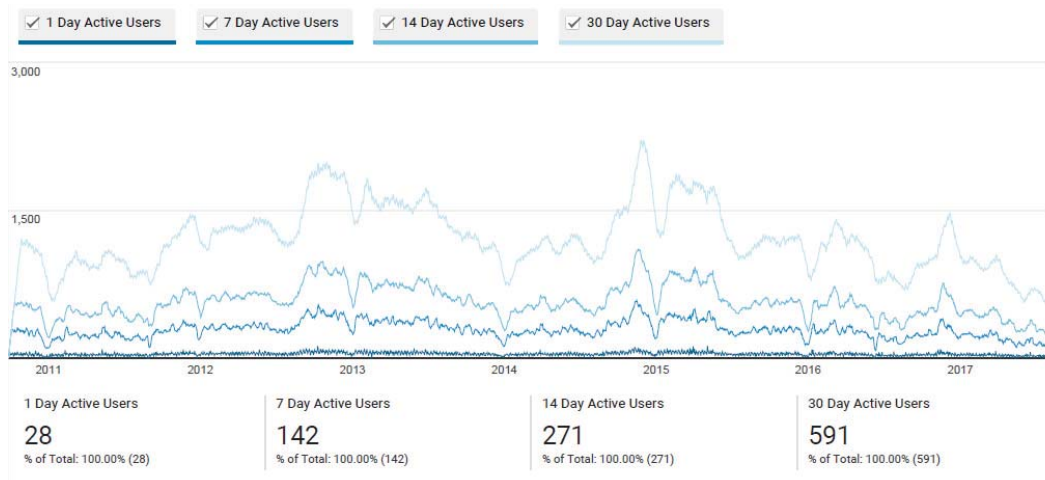 1 Day Active Users
7 Day Active Users
14 Day Active Users
30 Day Active Users
3,000
1,500
2011
2012
2013
2014
2015
2016
2017
1 Day Active Users
28
% of Total: 100.00% (28)
7 Day Active Users
142
% of Total: 100.00% (142)
14 Day Active Users
271
% of Total: 100.00% (271)
30 Day Active Users
591
% of Total: 100.00% (591)